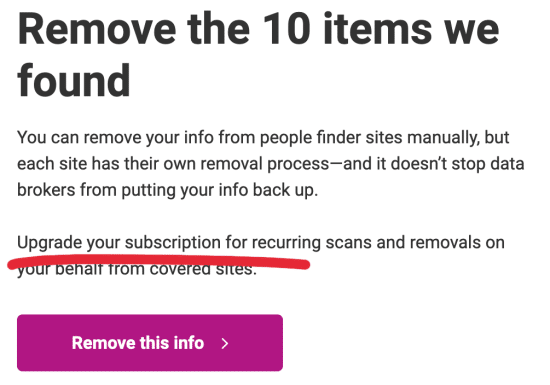 Remove the 10 items we
found
You can remove your info from people finder sites manually, but
each site has their own removal process—and it doesn't stop data
brokers from putting your info back up.
Upgrade your subscription for recurring scans and removals on
your behalf from covered sites.
Remove this info >